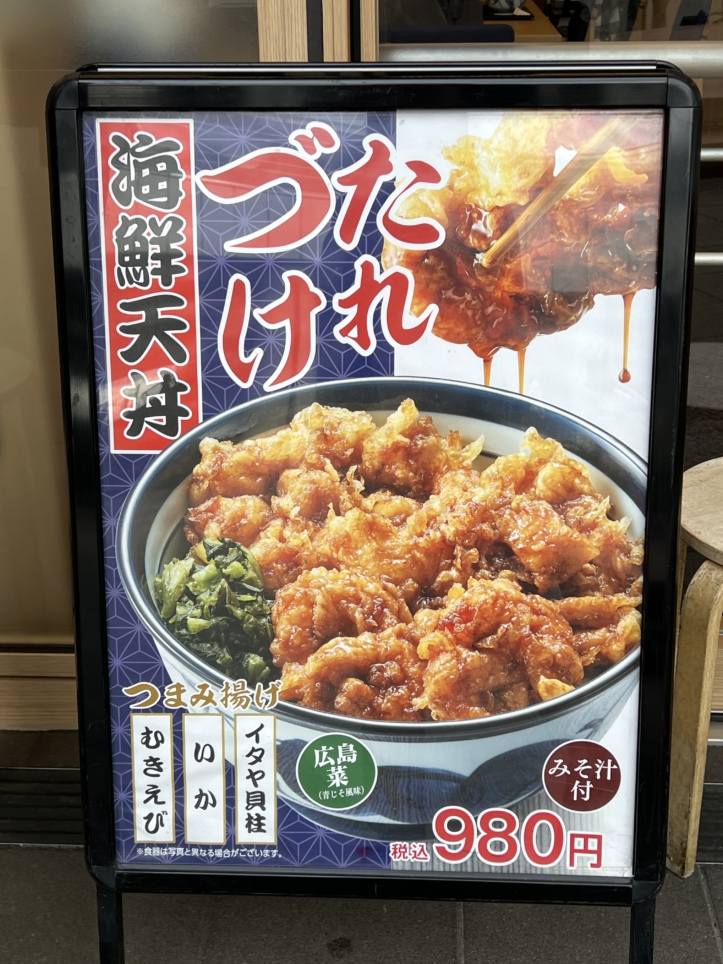 たれ
づけ
海鮮天丼
つまみ揚げ
イタヤ貝柱
いか
むきえび
広島
菜
(青じそ風味)
みそ汁
付
税込980円
※食器は写真と異なる場合がございます。